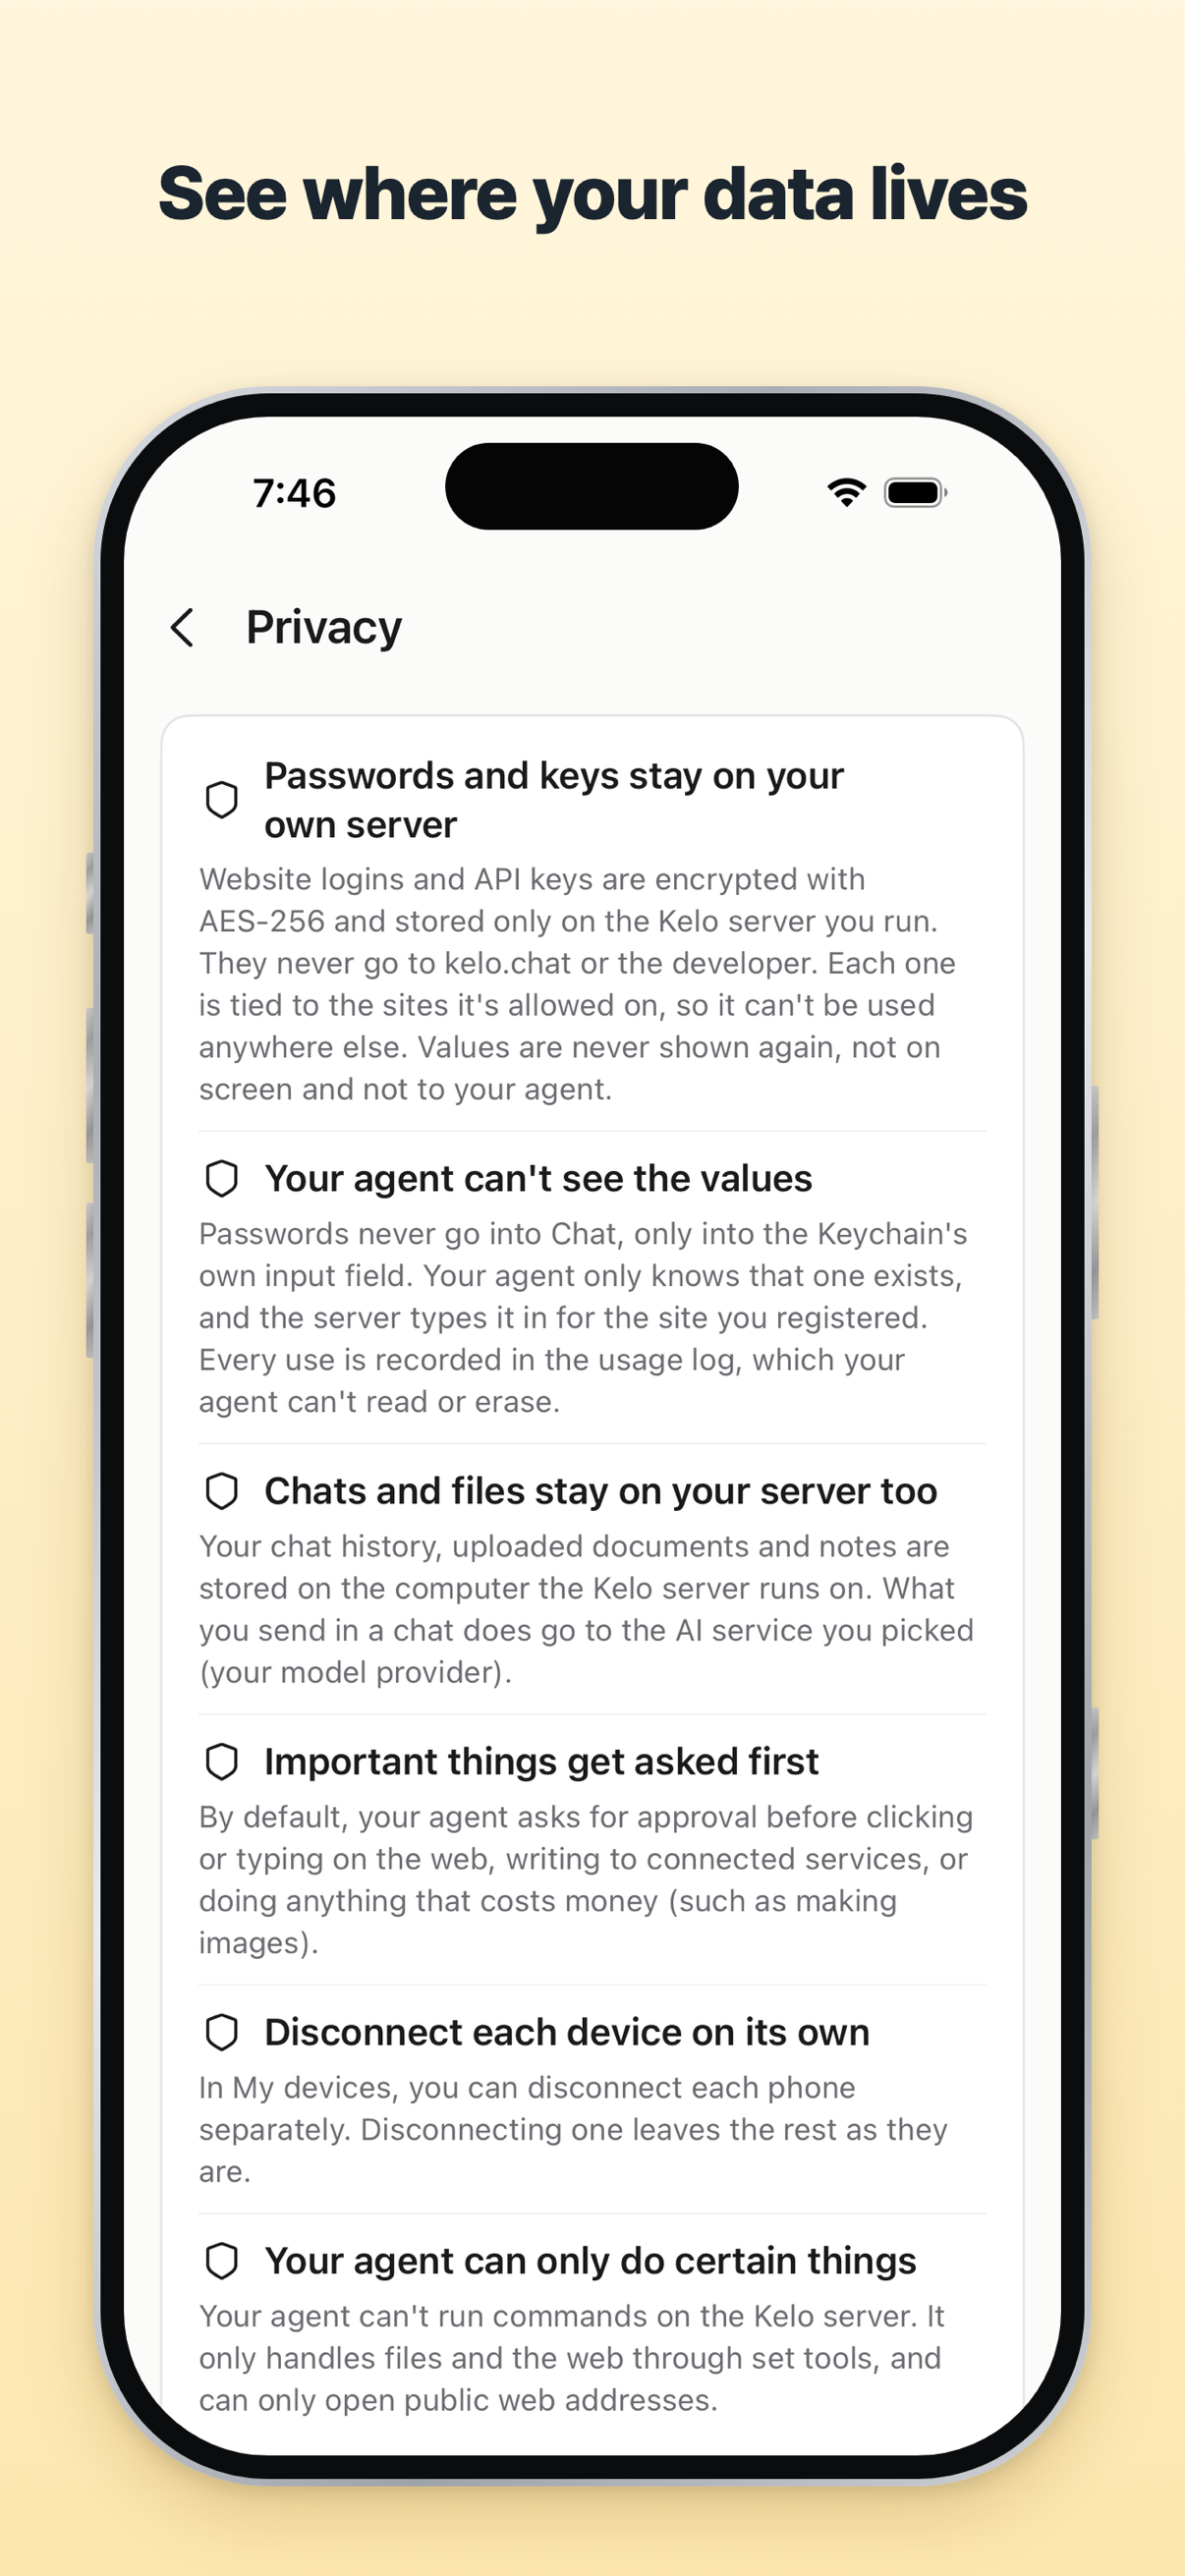 See where your data lives
7:46
Privacy
Passwords and keys stay on your
own server
Website logins and API keys are encrypted with
AES-256 and stored only on the Kelo server you run.
They never go to kelo.chat or the developer. Each one
is tied to the sites it's allowed on, so it can't be used
anywhere else. Values are never shown again, not on
screen and not to your agent.
Your agent can't see the values
Passwords never go into Chat, only into the Keychain's
own input field. Your agent only knows that one exists,
and the server types it in for the site you registered.
Every use is recorded in the usage log, which your
agent can't read or erase.
Chats and files stay on your server too
Your chat history, uploaded documents and notes are
stored on the computer the Kelo server runs on. What
you send in a chat does go to the AI service you picked
(your model provider).
Important things get asked first
By default, your agent asks for approval before clicking
or typing on the web, writing to connected services, or
doing anything that costs money (such as making
images).
Disconnect each device on its own
In My devices, you can disconnect each phone
separately. Disconnecting one leaves the rest as they
are.
Your agent can only do certain things
Your agent can't run commands on the Kelo server. It
only handles files and the web through set tools, and
can only open public web addresses.